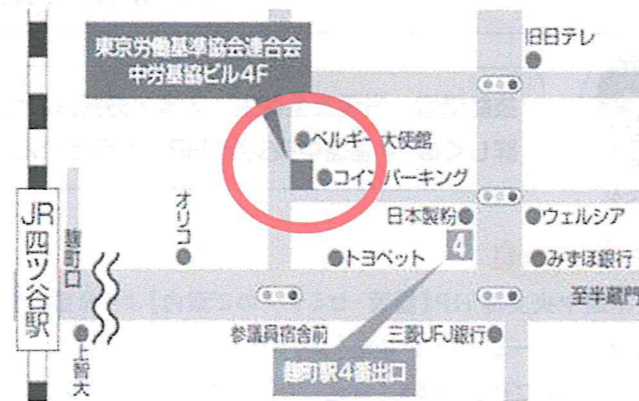 東京労働基準協会連合会
中労基協ビル4F
旧日テレ
ベルギー大使館
コインパーキング
日本製粉
ウェルシア
オリコ
JR四ツ谷駅
麹町口
トヨペット
4
みずほ銀行
至半蔵門
上智大
参議員宿舎前
三菱UFJ銀行
麹町駅4番出口